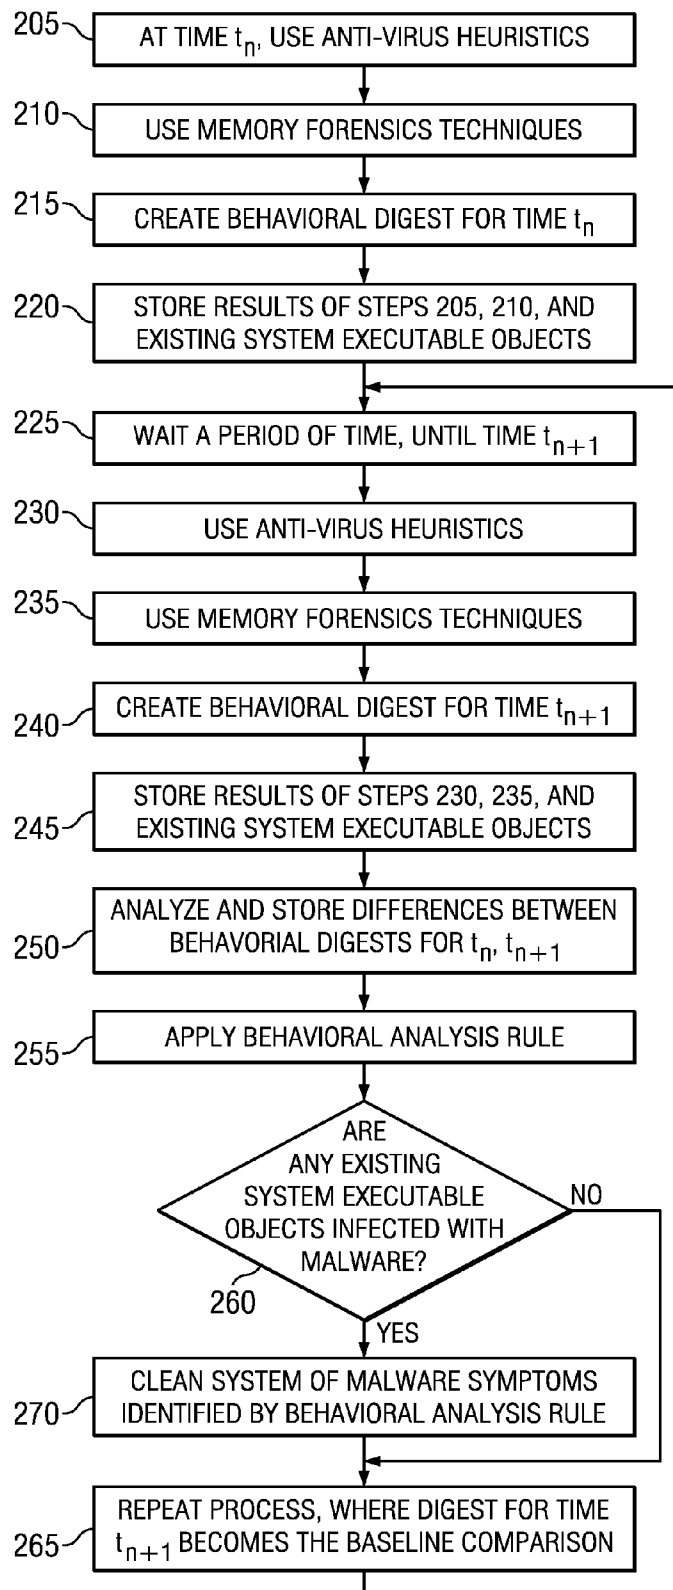 205
AT TIME tn, USE ANTI-VIRUS HEURISTICS
210
USE MEMORY FORENSICS TECHNIQUES
215
CREATE BEHAVIORAL DIGEST FOR TIME tn
220
STORE RESULTS OF STEPS 205, 210, AND
EXISTING SYSTEM EXECUTABLE OBJECTS
225
WAIT A PERIOD OF TIME, UNTIL TIME tn+1
230
USE ANTI-VIRUS HEURISTICS
235
USE MEMORY FORENSICS TECHNIQUES
240
CREATE BEHAVIORAL DIGEST FOR TIME tn+1
245
STORE RESULTS OF STEPS 230, 235, AND
EXISTING SYSTEM EXECUTABLE OBJECTS
250
ANALYZE AND STORE DIFFERENCES BETWEEN
BEHAVORIAL DIGESTS FOR tn, tn+1
255
APPLY BEHAVIORAL ANALYSIS RULE
ARE
ANY EXISTING
SYSTEM EXECUTABLE
OBJECTS INFECTED WITH
MALWARE?
NO
260
YES
270
CLEAN SYSTEM OF MALWARE SYMPTOMS
IDENTIFIED BY BEHAVIORAL ANALYSIS RULE
265
REPEAT PROCESS, WHERE DIGEST FOR TIME
tn+1 BECOMES THE BASELINE COMPARISON